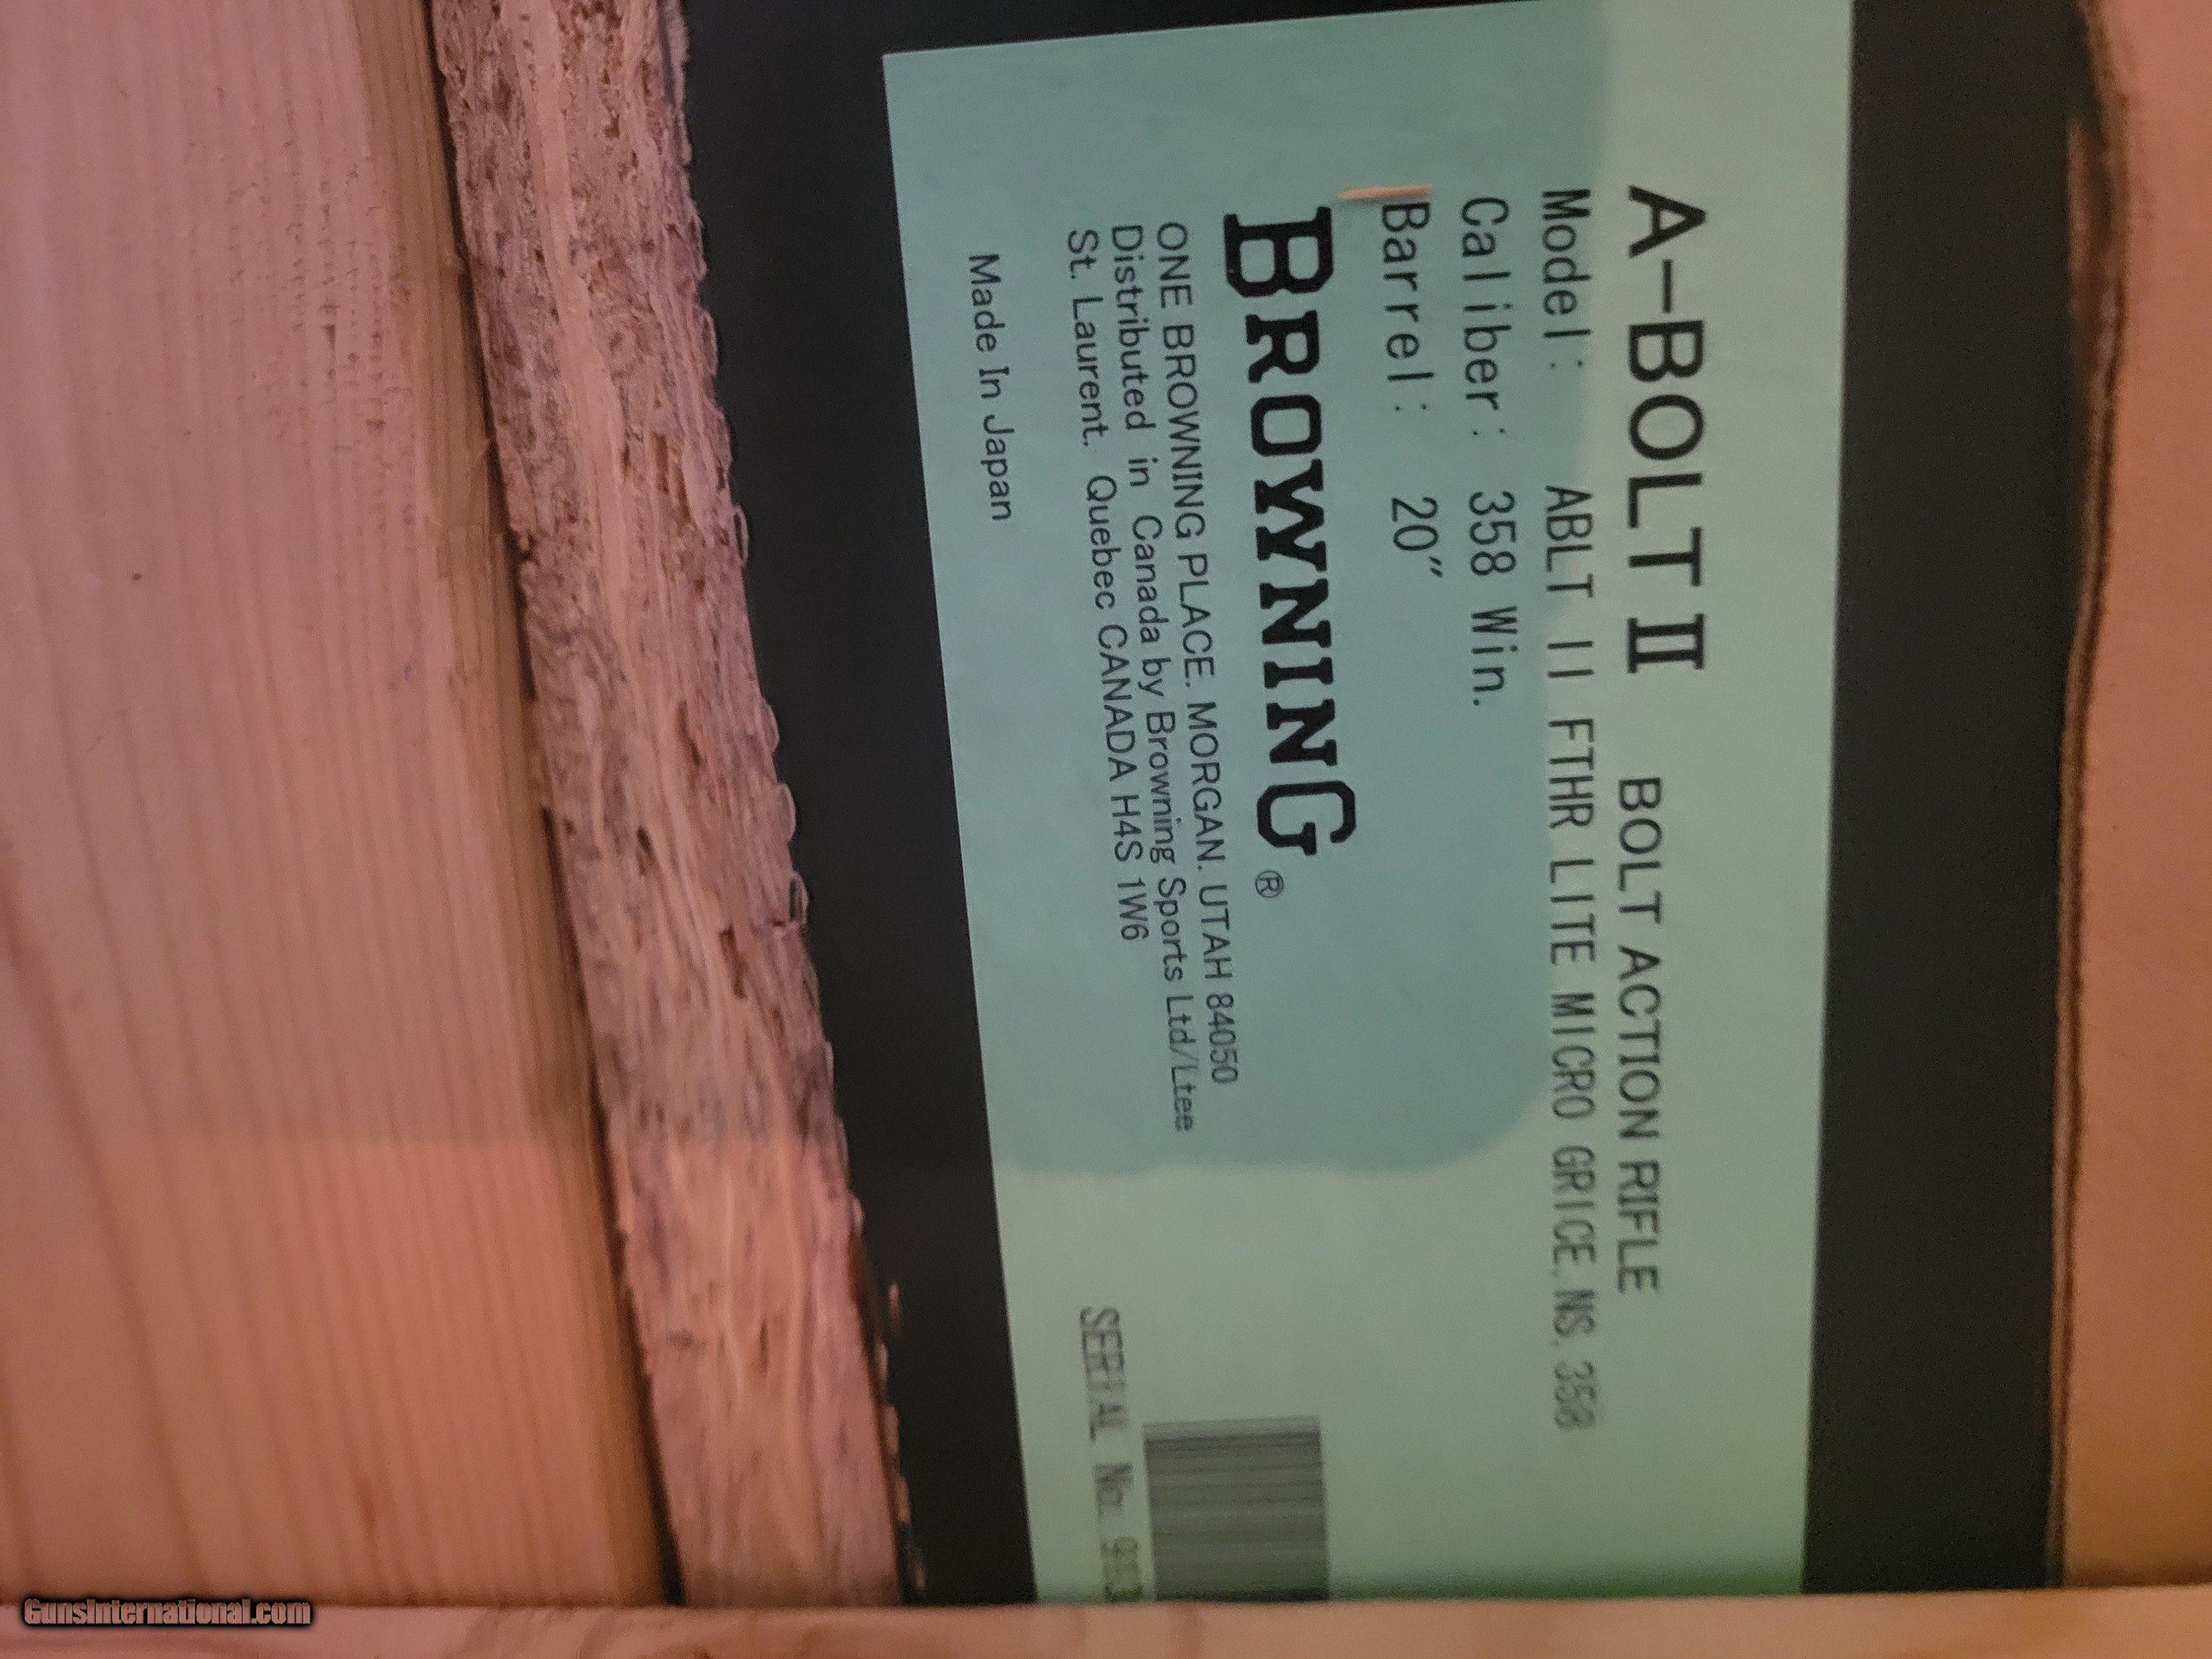 A-BOLT II BOLT ACTION RIFLE
Model: ABLT II FTHR LITE MICRO GRICE, NS, 358
Caliber: 358 Win.
Barrel: 20"
BROWNING®
ONE BROWNING PLACE. MORGAN. UTAH 84050
Distributed in Canada by Browning Sports Ltd/Ltee
St. Laurent. Quebec CANADA H4S 1W6
Made In Japan
SERIAL No.
GunsInternational.com